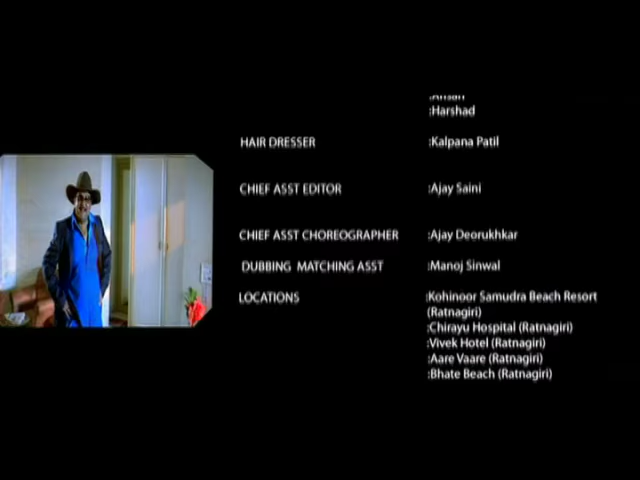 :Harshad
HAIR DRESSER :Kalpana Patil
CHIEF ASST EDITOR :Ajay Saini
CHIEF ASST CHOREOGRAPHER :Ajay Deorukhkar
DUBBING MATCHING ASST :Manoj Sinwal
LOCATIONS :Kohinoor Samudra Beach Resort
(Ratnagiri)
:Chirayu Hospital (Ratnagiri)
:Vivek Hotel (Ratnagiri)
:Aare Vaare (Ratnagiri)
:Bhate Beach (Ratnagiri)